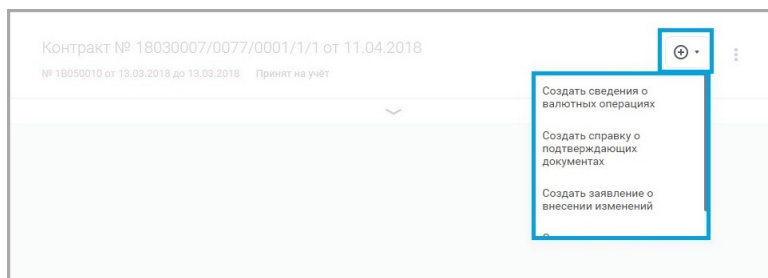 Контракт № 18030007/0077/0001/1/1 от 11.04.2018
№ 1В050010 от 13.03.2018 до 13.03.2018 Принят на учёт
Создать сведения о
валютных операциях
Создать справку о
подтверждающих
документах
Создать заявление о
внесении изменений